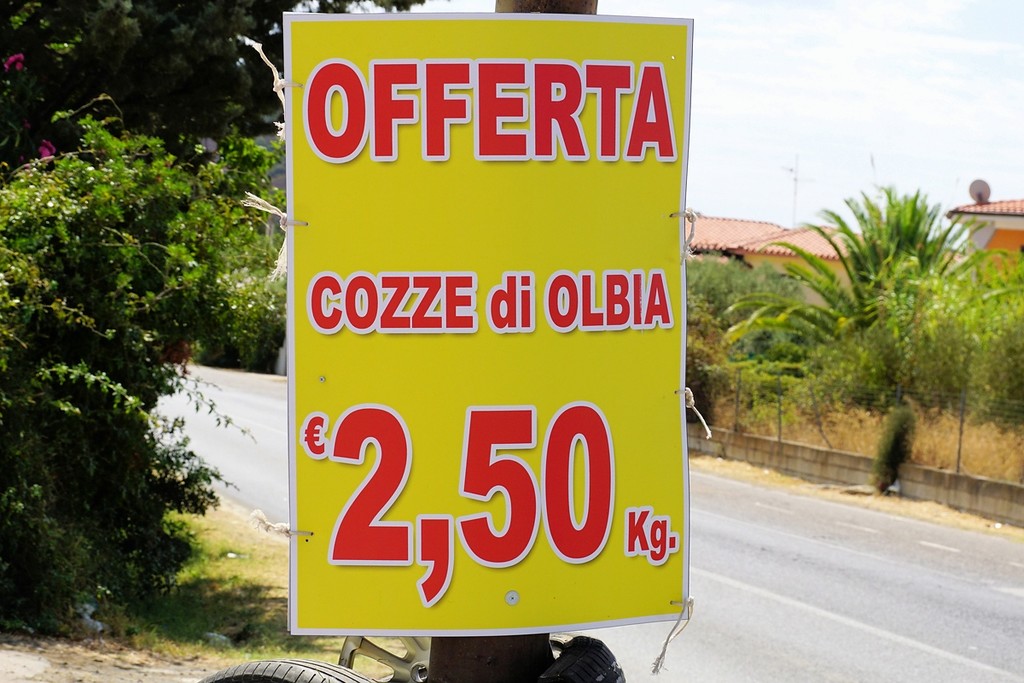 OFFERTA
COZZE di OLBIA
€2,50 Kg.